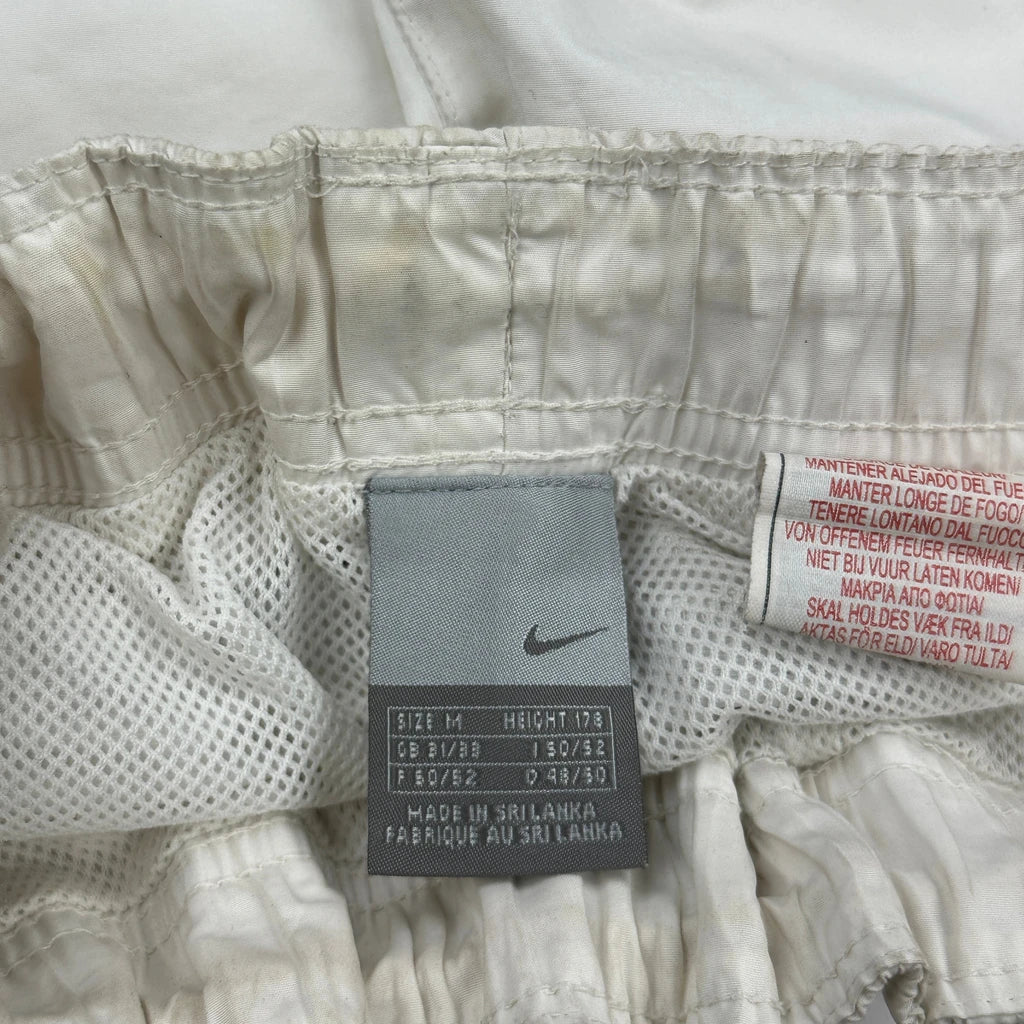 MANTENER ALEJADO DEL FUE
MANTER LONGE DE FOGO/
TENERE LONTANO DAL FUOCO
VON OFFENEM FEUER FERNHALT
NIET BIJ VUUR LATEN KOMEN/
ΜΑΚΡΙΑ ΑΠΟ ΦΩΤΙΑ/
SKAL HOLDES VÆK FRA ILD/
AKTAS FÖR ELD/ VARO TULTA/
SIZE M HEIGHT 178
GB 31/33 I 50/52
F 50/52 D 48/50
MADE IN SRI LANKA
FABRIQUE AU SRI LANKA